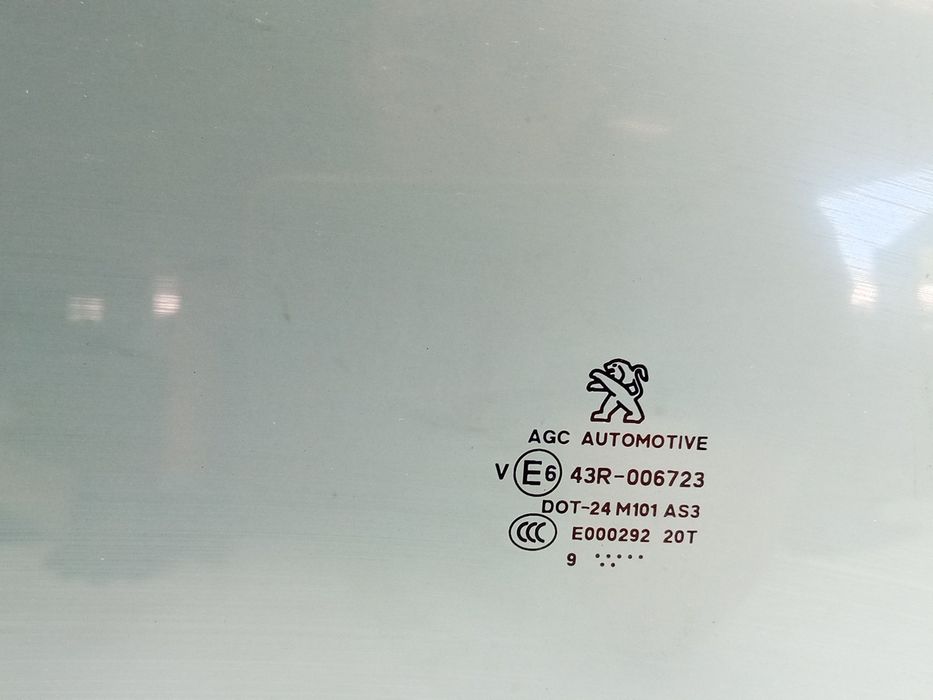 AGC AUTOMOTIVE
V E6 43R-006723
DOT-24 M101 AS3
CCC E000292 20T
9